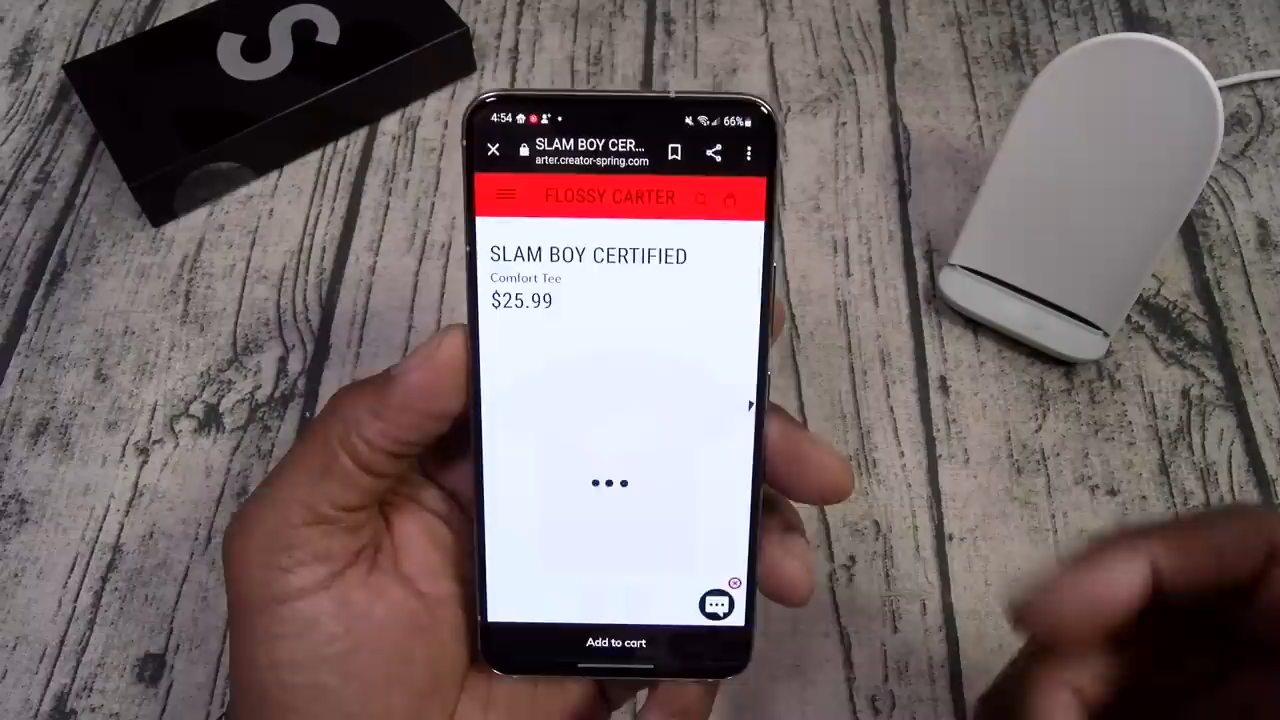 S
4:54 66%
SLAM BOY CER...
arter.creator-spring.com
FLOSSY CARTER
SLAM BOY CERTIFIED
Comfort Tee
$25.99
Add to cart